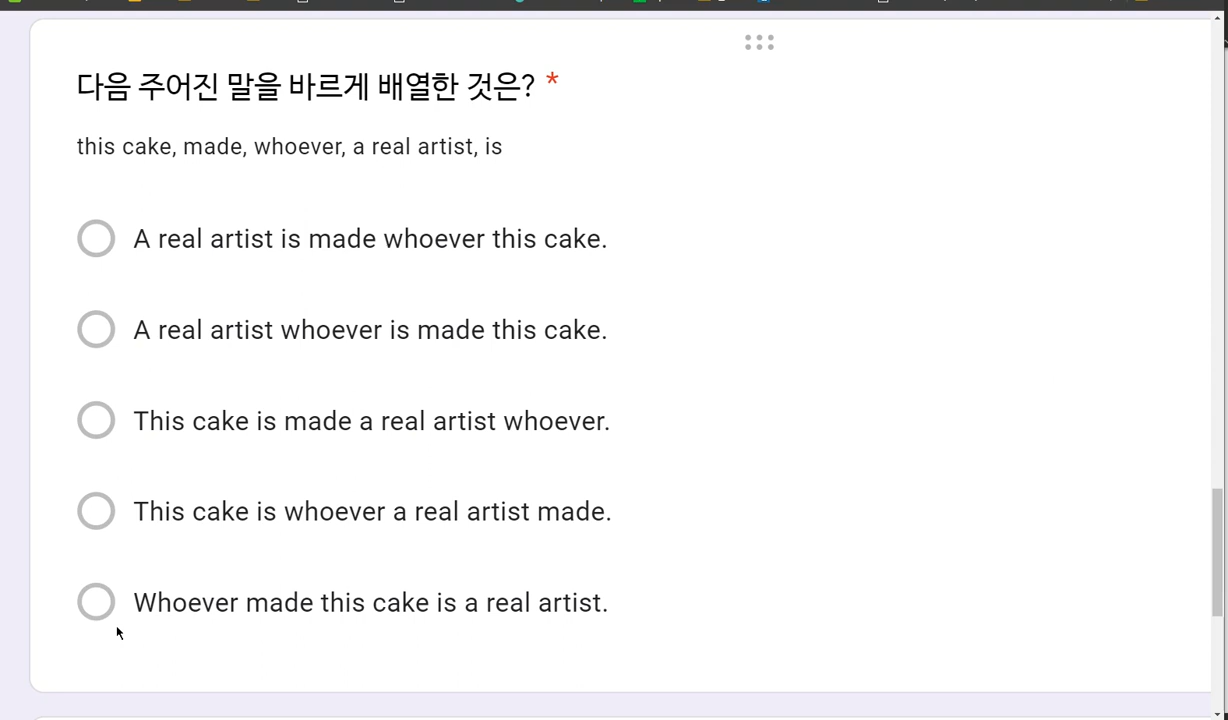 다음 주어진 말을 바르게 배열한 것은? *
this cake, made, whoever, a real artist, is
A real artist is made whoever this cake.
A real artist whoever is made this cake.
This cake is made a real artist whoever.
This cake is whoever a real artist made.
Whoever made this cake is a real artist.